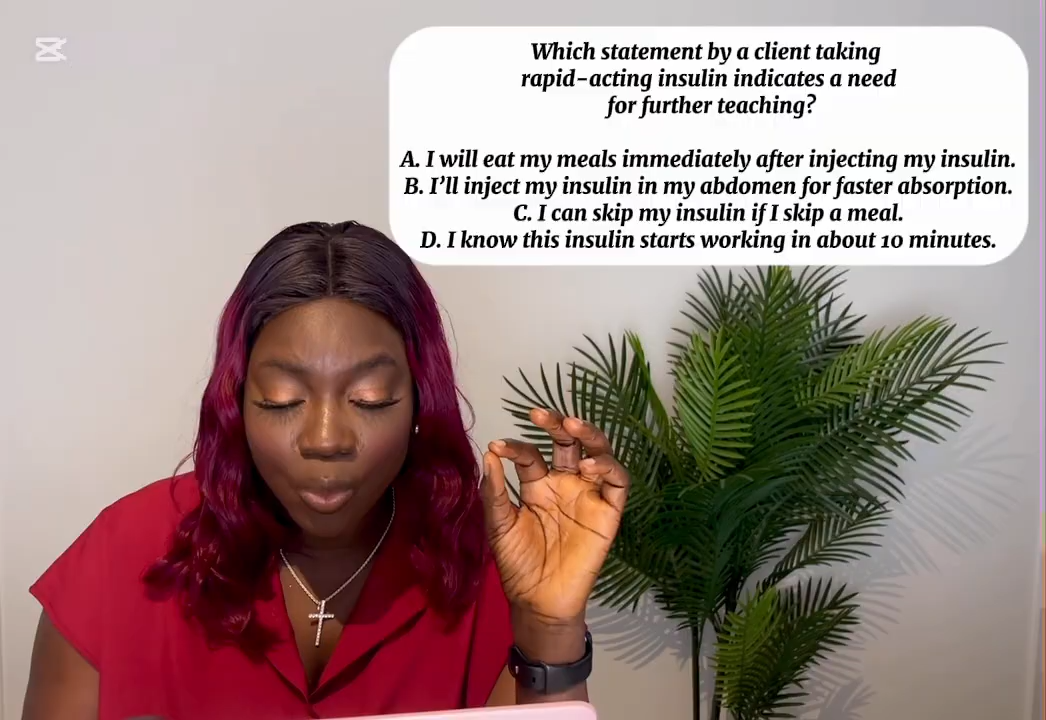 Which statement by a client taking
rapid-acting insulin indicates a need
for further teaching?
A. I will eat my meals immediately after injecting my insulin.
B. I'll inject my insulin in my abdomen for faster absorption.
C. I can skip my insulin if I skip a meal.
D. I know this insulin starts working in about 10 minutes.